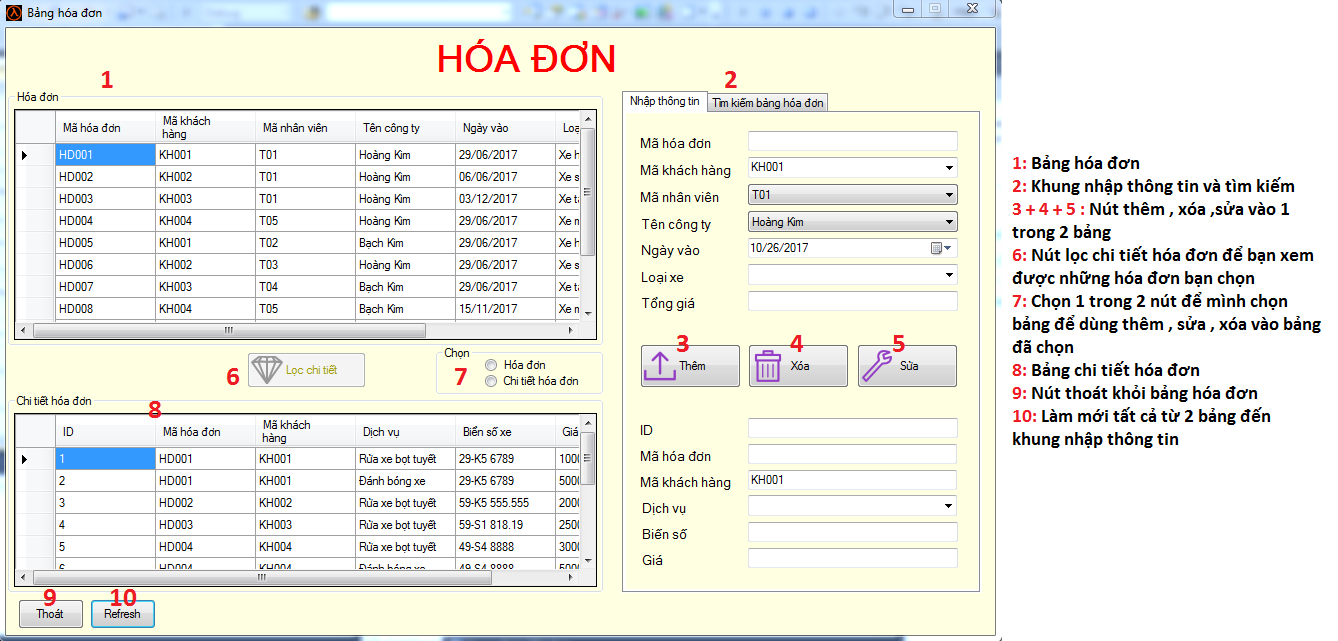 Bảng hóa đơn
HÓA ĐƠN
1
2
Hóa đơn
Mã hóa đơn Mã khách hàng Mã nhân viên Tên công ty Ngày vào Loạ
HD001 KH001 T01 Hoàng Kim 29/06/2017 Xe h
HD002 KH002 T01 Hoàng Kim 06/06/2017 Xe s
HD003 KH003 T01 Hoàng Kim 03/12/2017 Xe tả
HD004 KH004 T05 Hoàng Kim 29/06/2017 Xe m
HD005 KH001 T02 Bạch Kim 29/06/2017 Xe h
HD006 KH002 T03 Hoàng Kim 29/06/2017 Xe s
HD007 KH003 T04 Bạch Kim 29/06/2017 Xe tả
HD008 KH004 T05 Bạch Kim 15/11/2017 Xe m
6
Lọc chi tiết
Chọn
7
Hóa đơn
Chi tiết hóa đơn
Chi tiết hóa đơn
8
ID Mã hóa đơn Mã khách hàng Dịch vụ Biển số xe Giá
1 HD001 KH001 Rửa xe bọt tuyết 29-K5 6789 1000
2 HD001 KH001 Đánh bóng xe 29-K5 6789 5000
3 HD002 KH002 Rửa xe bọt tuyết 59-K5 555.555 2000
4 HD003 KH003 Rửa xe bọt tuyết 59-S1 818.19 2500
5 HD004 KH004 Rửa xe bọt tuyết 49-S4 8888 3000
6 HD004 KH004 Đánh bóng xe 49-S4 8888 5000
9
10
Thoát
Refresh
Nhập thông tin
Tìm kiếm bảng hóa đơn
Mã hóa đơn
Mã khách hàng KH001
Mã nhân viên T01
Tên công ty Hoàng Kim
Ngày vào 10/26/2017
Loại xe
Tổng giá
3
4
5
Thêm
Xóa
Sửa
ID
Mã hóa đơn
Mã khách hàng KH001
Dịch vụ
Biến số
Giá
1: Bảng hóa đơn
2: Khung nhập thông tin và tìm kiếm
3 + 4 + 5 : Nút thêm , xóa ,sửa vào 1
trong 2 bảng
6: Nút lọc chi tiết hóa đơn để bạn xem
được những hóa đơn bạn chọn
7: Chọn 1 trong 2 nút để mình chọn
bảng để dùng thêm , sửa , xóa vào bảng
đã chọn
8: Bảng chi tiết hóa đơn
9: Nút thoát khỏi bảng hóa đơn
10: Làm mới tất cả từ 2 bảng đến
khung nhập thông tin